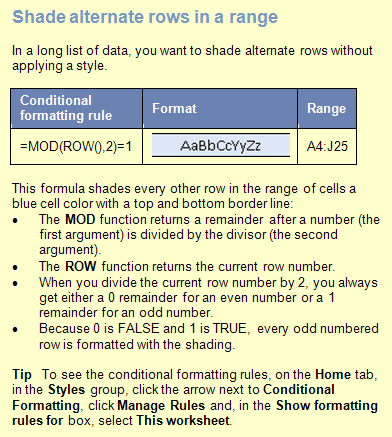 Shade alternate rows in a range
In a long list of data, you want to shade alternate rows without
applying a style.
Conditional
formatting rule
Format
Range
=MOD(ROW(),2)=1
AaBbCcYyZz
A4:J25
This formula shades every other row in the range of cells a
blue cell color with a top and bottom border line:
• The MOD function returns a remainder after a number (the
first argument) is divided by the divisor (the second
argument).
• The ROW function returns the current row number.
• When you divide the current row number by 2, you always
get either a 0 remainder for an even number or a 1
remainder for an odd number.
• Because 0 is FALSE and 1 is TRUE, every odd numbered
row is formatted with the shading.
Tip To see the conditional formatting rules, on the Home tab,
in the Styles group, click the arrow next to Conditional
Formatting, click Manage Rules and, in the Show formatting
rules for box, select This worksheet.